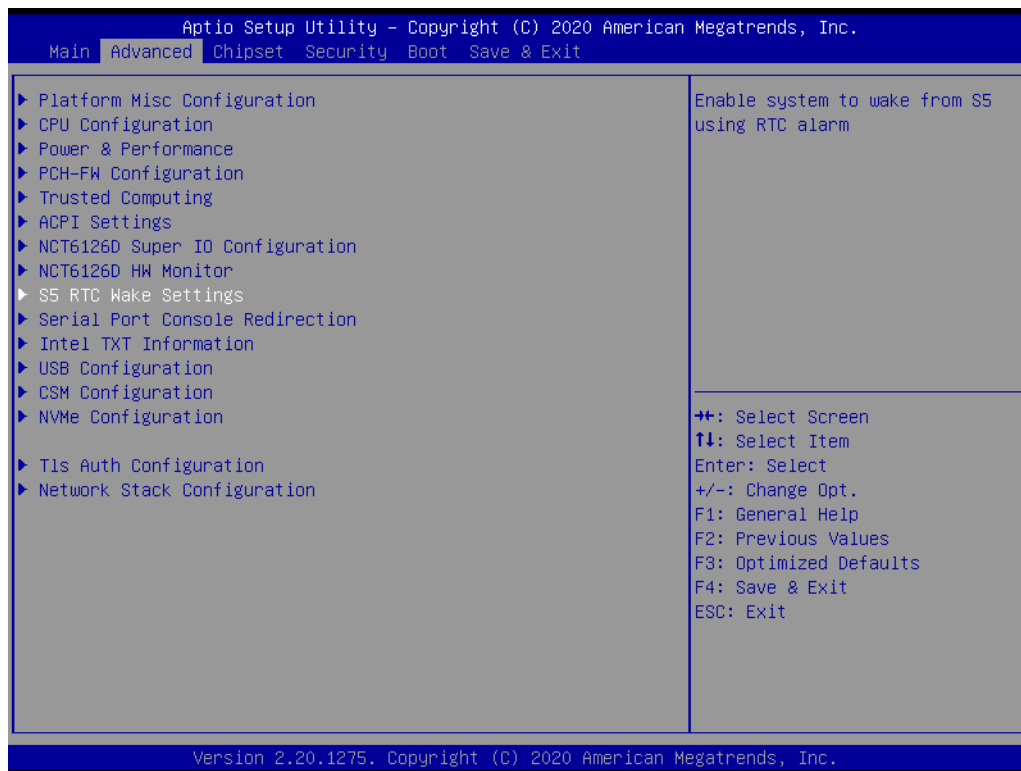 Aptio Setup Utility – Copyright (C) 2020 American Megatrends, Inc.
Main Advanced Chipset Security Boot Save & Exit
▶ Platform Misc Configuration
▶ CPU Configuration
▶ Power & Performance
▶ PCH-FW Configuration
▶ Trusted Computing
▶ ACPI Settings
▶ NCT6126D Super IO Configuration
▶ NCT6126D HW Monitor
▶ S5 RTC Wake Settings
▶ Serial Port Console Redirection
▶ Intel TXT Information
▶ USB Configuration
▶ CSM Configuration
▶ NVMe Configuration
▶ Tls Auth Configuration
▶ Network Stack Configuration
Enable system to wake from S5
using RTC alarm
→←: Select Screen
↑↓: Select Item
Enter: Select
+/-: Change Opt.
F1: General Help
F2: Previous Values
F3: Optimized Defaults
F4: Save & Exit
ESC: Exit
Version 2.20.1275. Copyright (C) 2020 American Megatrends, Inc.